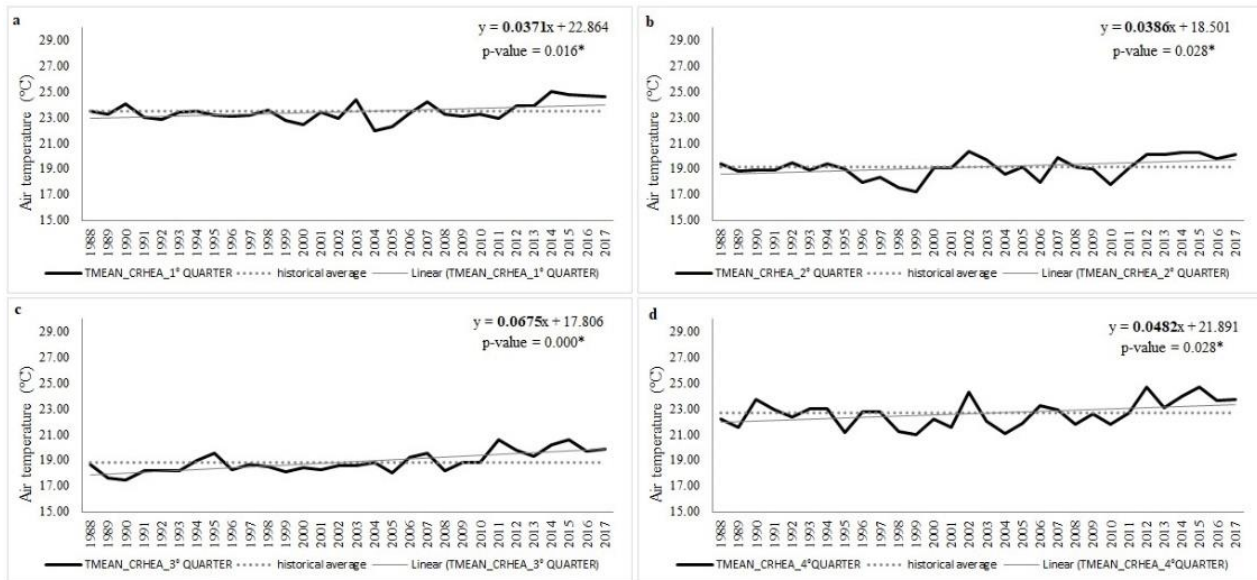 a
y = 0.0371x + 22.864
p-value = 0.016*
Air temperature (°C)
29.00
27.00
25.00
23.00
21.00
19.00
17.00
15.00
1988 1989 1990 1991 1992 1993 1994 1995 1996 1997 1998 1999 2000 2001 2002 2003 2004 2005 2006 2007 2008 2009 2010 2011 2012 2013 2014 2015 2016 2017
TMEAN_CRHEA_1º QUARTER historical average Linear (TMEAN_CRHEA_1º QUARTER)
b
y = 0.0386x + 18.501
p-value = 0.028*
Air temperature (°C)
29.00
27.00
25.00
23.00
21.00
19.00
17.00
15.00
1988 1989 1990 1991 1992 1993 1994 1995 1996 1997 1998 1999 2000 2001 2002 2003 2004 2005 2006 2007 2008 2009 2010 2011 2012 2013 2014 2015 2016 2017
TMEAN_CRHEA_2º QUARTER historical average Linear (TMEAN_CRHEA_2º QUARTER)
c
y = 0.0675x + 17.806
p-value = 0.000*
Air temperature (°C)
29.00
27.00
25.00
23.00
21.00
19.00
17.00
15.00
1988 1989 1990 1991 1992 1993 1994 1995 1996 1997 1998 1999 2000 2001 2002 2003 2004 2005 2006 2007 2008 2009 2010 2011 2012 2013 2014 2015 2016 2017
TMEAN_CRHEA_3º QUARTER historical average Linear (TMEAN_CRHEA_3º QUARTER)
d
y = 0.0482x + 21.891
p-value = 0.028*
Air temperature (°C)
29.00
27.00
25.00
23.00
21.00
19.00
17.00
15.00
1988 1989 1990 1991 1992 1993 1994 1995 1996 1997 1998 1999 2000 2001 2002 2003 2004 2005 2006 2007 2008 2009 2010 2011 2012 2013 2014 2015 2016 2017
TMEAN_CRHEA_4ºQUARTER historical average Linear (TMEAN_CRHEA_4ºQUARTER)